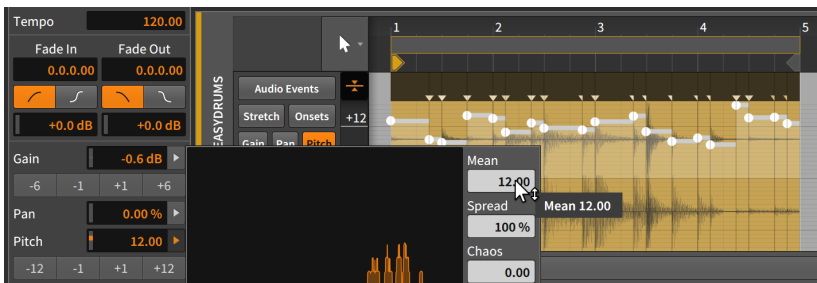 Tempo 120.00
Fade In Fade Out
0.0.0.00 0.0.0.00
+0.0 dB +0.0 dB
Gain -0.6 dB
-6 -1 +1 +6
Pan 0.00 %
Pitch 12.00
-12 -1 +1 +12
EASYDRUMS
1 2 3 4 5
Audio Events
Stretch Onsets +12
Gain Pan Pitch
Mean
12.00
Mean 12.00
Spread
100 %
Chaos
0.00